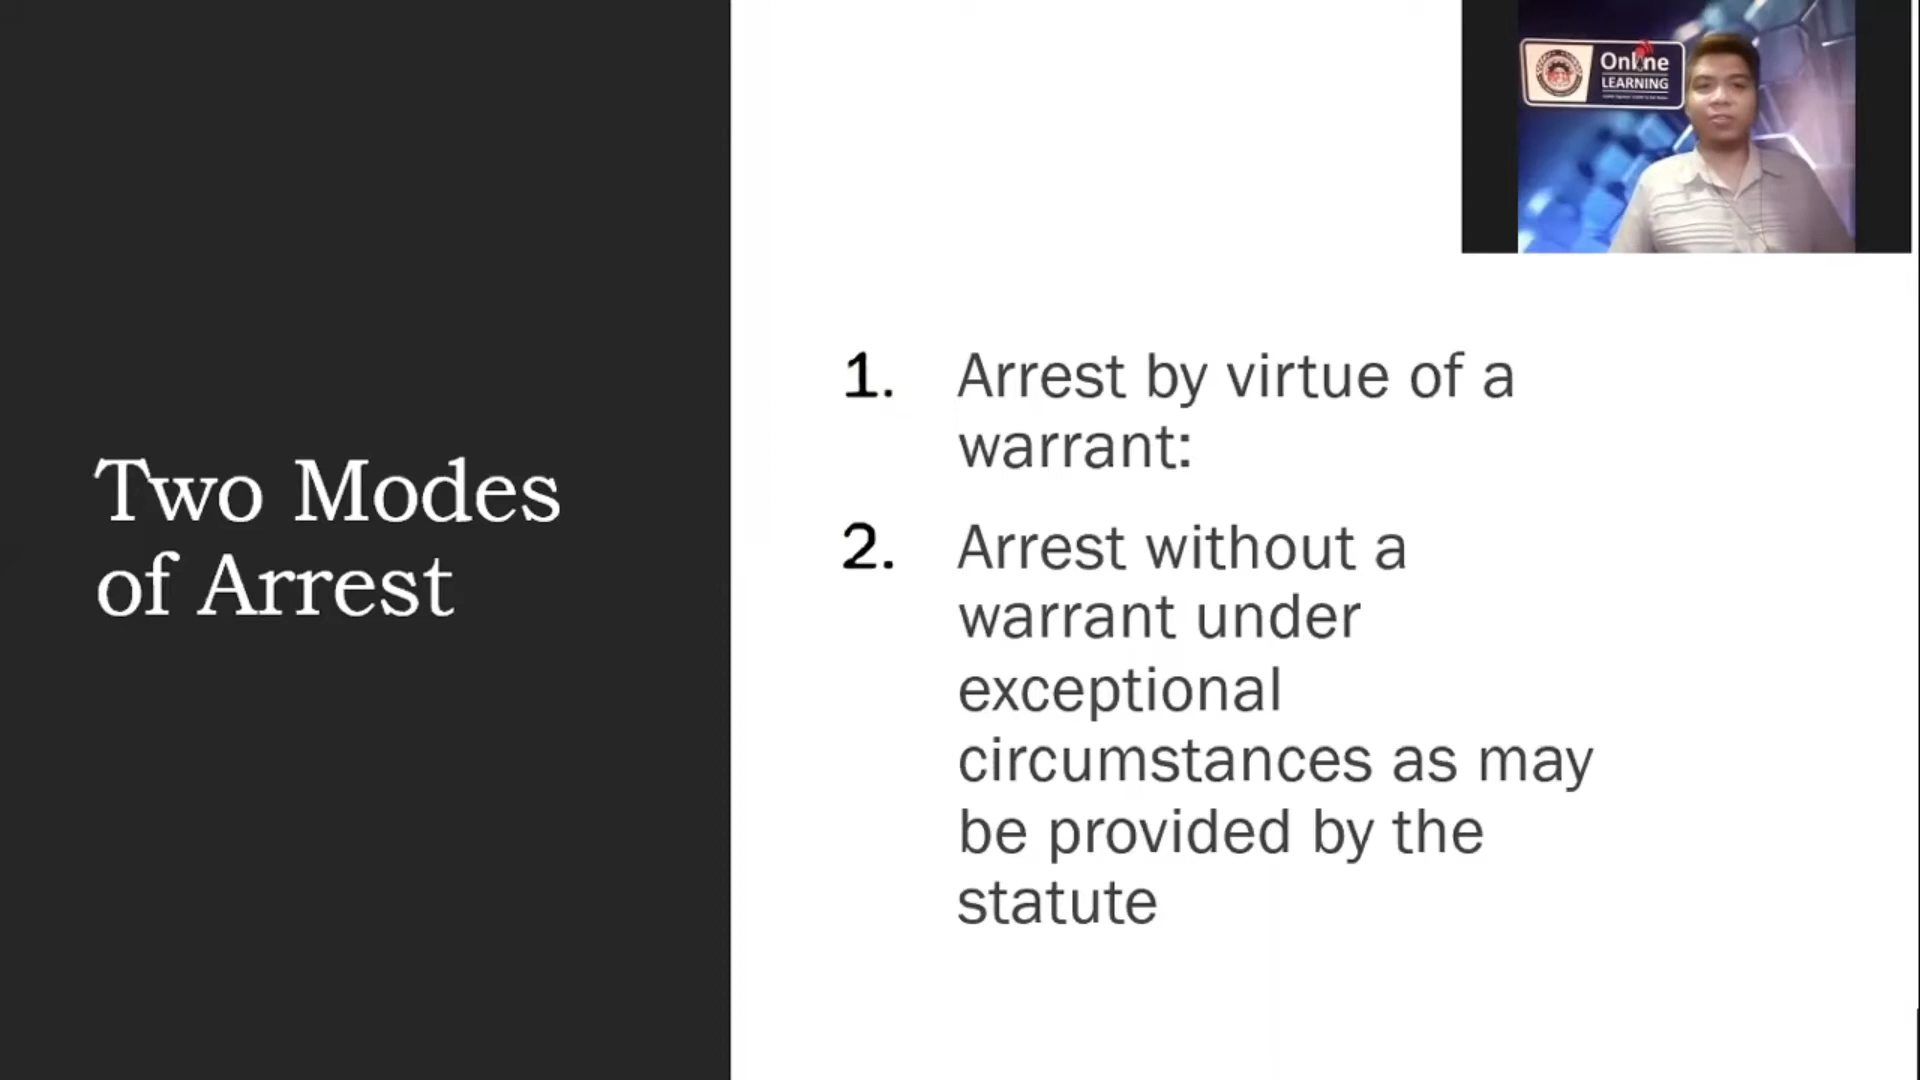 Online
LEARNING
Two Modes
of Arrest
1. Arrest by virtue of a
warrant:
2. Arrest without a
warrant under
exceptional
circumstances as may
be provided by the
statute